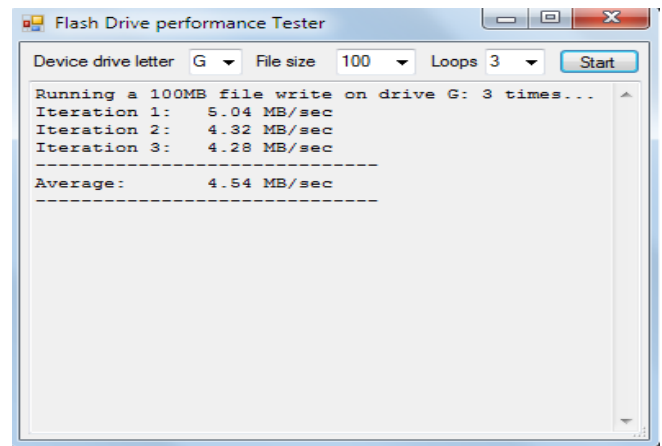 Flash Drive performance Tester
Device drive letter G File size 100 Loops 3 Start
Running a 100MB file write on drive G: 3 times...
Iteration 1: 5.04 MB/sec
Iteration 2: 4.32 MB/sec
Iteration 3: 4.28 MB/sec
------------------------------
Average: 4.54 MB/sec
------------------------------